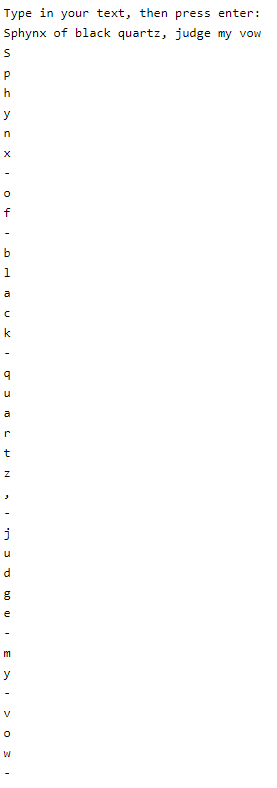 Type in your text, then press enter:
Sphynx of black quartz, judge my vow
S
p
h
y
n
x
-
o
f
-
b
l
a
c
k
-
q
u
a
r
t
z
,
-
j
u
d
g
e
-
m
y
-
v
o
w
-